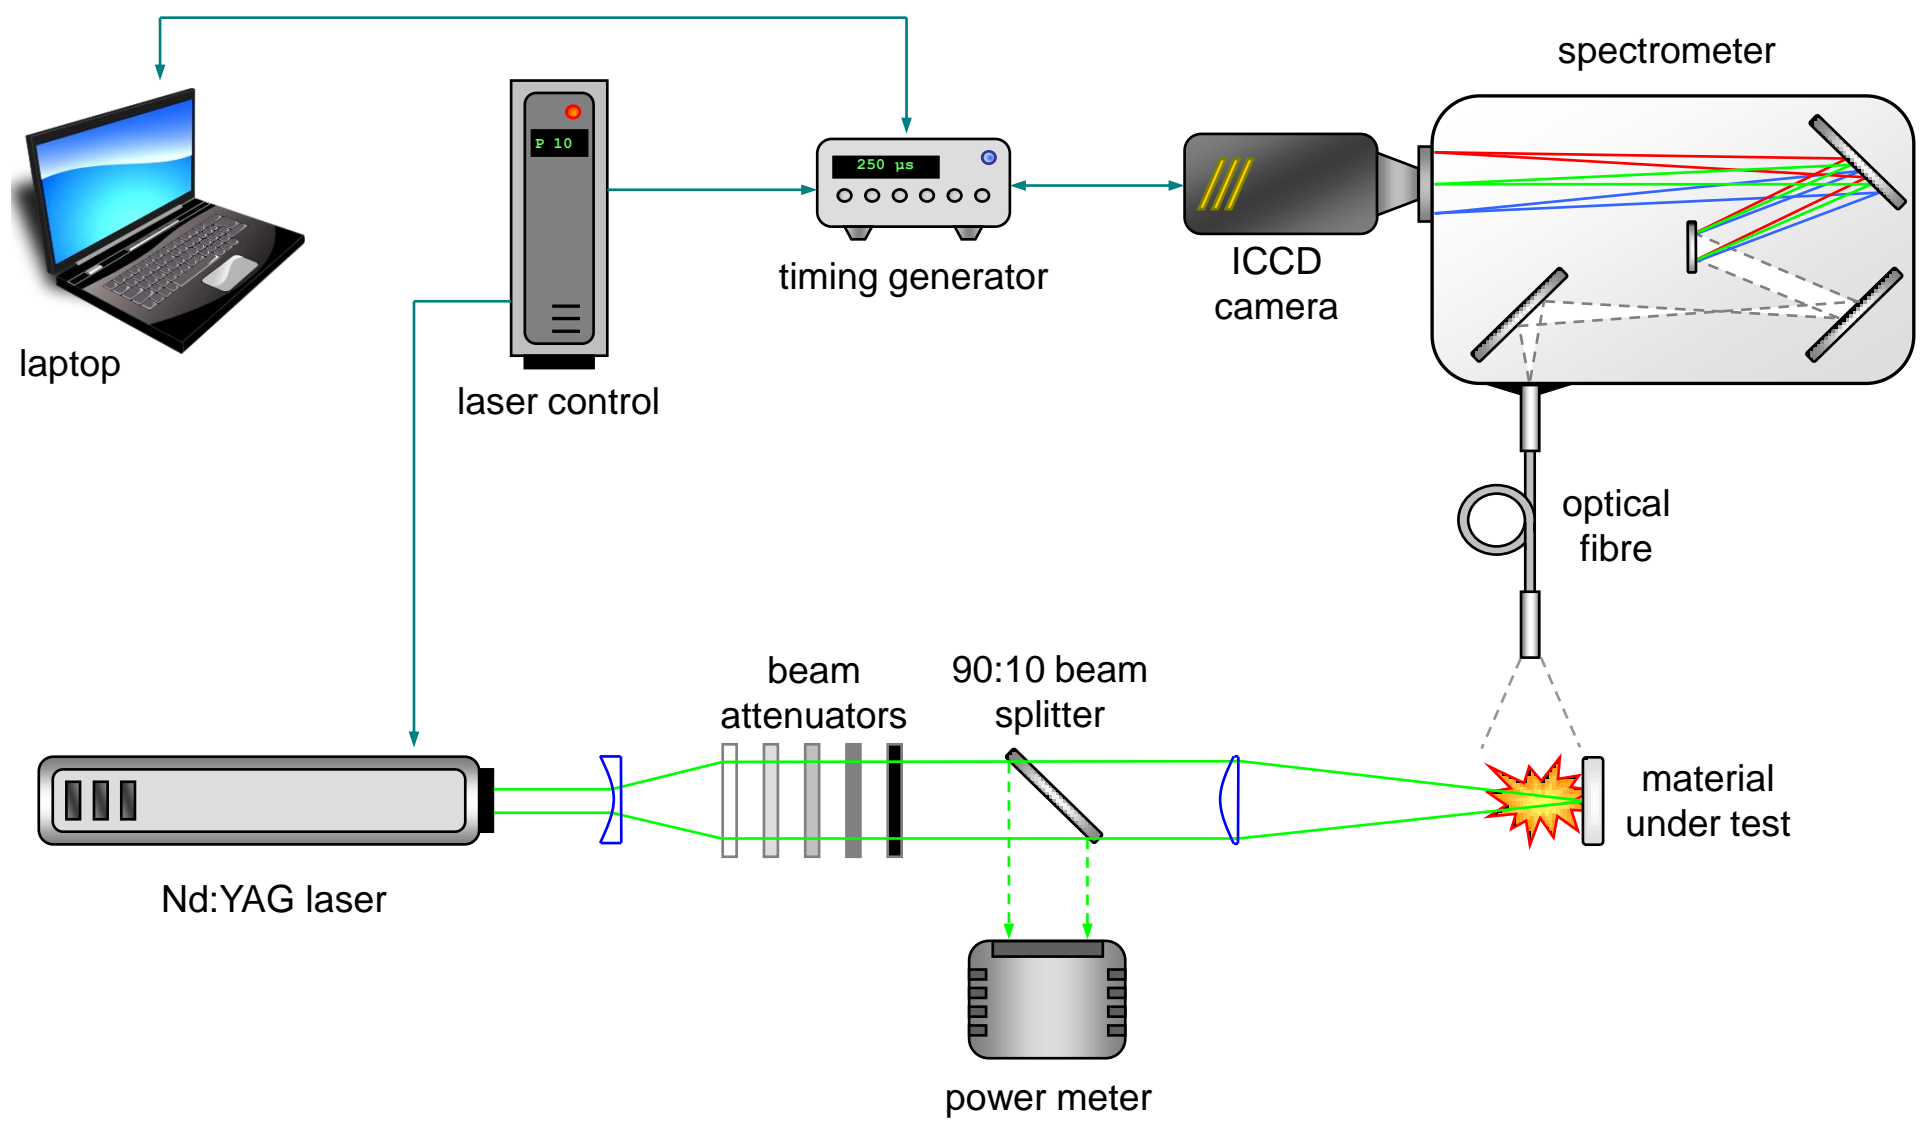 spectrometer
P 10
250 µs
ICCD
camera
timing generator
laptop
laser control
optical
fibre
beam
attenuators
90:10 beam
splitter
material
under test
Nd:YAG laser
power meter